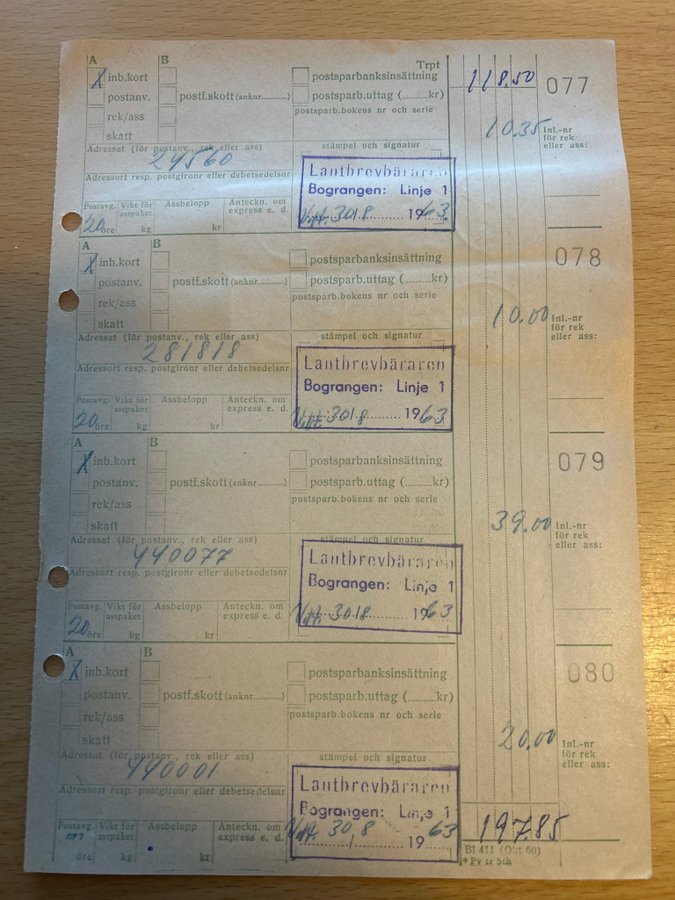 A B Trpt
X inb.kort postsparbanksinsättning 118.50 077
postanv. postf.skott (anknr..........) postsparb.uttag (..........kr)
rek/ass postsparb.bokens nr och serie 10.35 Inl.-nr för rek eller ass:
skatt
Adressat (för postanv., rek eller ass) stämpel och signatur
24560
Adressort resp. postgironr eller debetsedelsnr Lantbrevbäraren
Bograngen: Linje 1
Postavg. Vikt för asspaket Assbelopp Anteckn. om express e. d. 30/8 1963
20 öre kg kr
A B
X inb.kort postsparbanksinsättning 078
postanv. postf.skott (anknr..........) postsparb.uttag (..........kr)
rek/ass postsparb.bokens nr och serie 10.00 Inl.-nr för rek eller ass:
skatt
Adressat (för postanv., rek eller ass) stämpel och signatur
281818
Adressort resp. postgironr eller debetsedelsnr Lantbrevbäraren
Bograngen: Linje 1
Postavg. Vikt för asspaket Assbelopp Anteckn. om express e. d. 30/8 1963
20 öre kg kr
A B
X inb.kort postsparbanksinsättning 079
postanv. postf.skott (anknr..........) postsparb.uttag (..........kr)
rek/ass postsparb.bokens nr och serie
skatt 39.00 Inl.-nr för rek eller ass:
Adressat (för postanv., rek eller ass) stämpel och signatur
440077
Adressort resp. postgironr eller debetsedelsnr Lantbrevbäraren
Bograngen: Linje 1
Postavg. Vikt för asspaket Assbelopp Anteckn. om express e. d. 30/8 1963
20 öre kg kr
A B
X inb.kort postsparbanksinsättning 080
postanv. postf.skott (anknr..........) postsparb.uttag (..........kr)
rek/ass postsparb.bokens nr och serie
skatt 20.00 Inl.-nr för rek eller ass:
Adressat (för postanv., rek eller ass) stämpel och signatur
440001
Adressort resp. postgironr eller debetsedelsnr Lantbrevbäraren
Bograngen: Linje 1
Postavg. Vikt för asspaket Assbelopp Anteckn. om express e. d. 30/8 1963 197.85
öre kg kr Bl 411 (Okt 60)